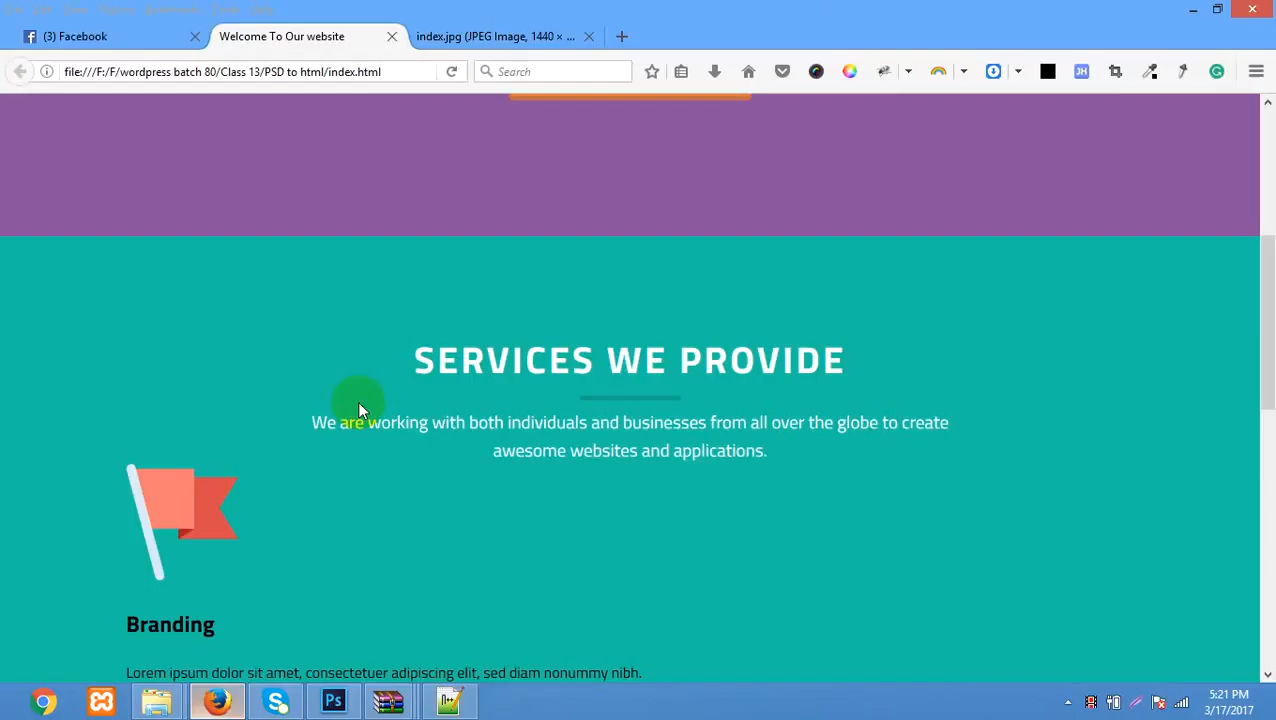 (3) Facebook
Welcome To Our website
index.jpg (JPEG Image, 1440 × ...
file:///F:/F/wordpress batch 80/Class 13/PSD to html/index.html
Search
JH
SERVICES WE PROVIDE
We are working with both individuals and businesses from all over the globe to create
awesome websites and applications.
Branding
Lorem ipsum dolor sit amet, consectetuer adipiscing elit, sed diam nonummy nibh.
Ps
5:21 PM
3/17/2017